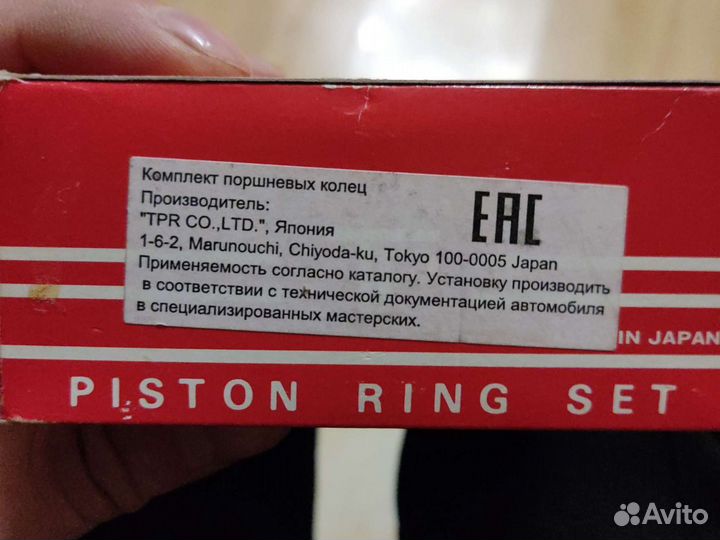 Комплект поршневых колец
Производитель:
"TPR CO.,LTD.", Япония
1-6-2, Marunouchi, Chiyoda-ku, Tokyo 100-0005 Japan
Применяемость согласно каталогу. Установку производить
в соответствии с технической документацией автомобиля
в специализированных мастерских.
EAC
IN JAPAN
PISTON RING SET
Avito